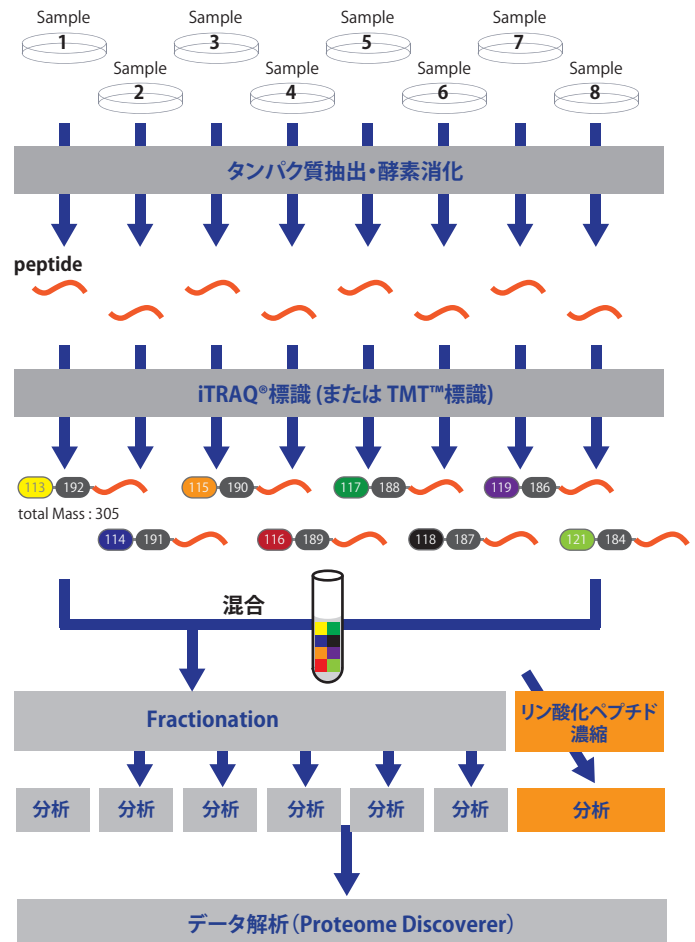 Sample
1
Sample
3
Sample
5
Sample
7
Sample
2
Sample
4
Sample
6
Sample
8
タンパク質抽出・酵素消化
peptide
iTRAQ®標識 (または TMT™標識)
113 192
115 190
117 188
119 186
total Mass : 305
114 191
116 189
118 187
121 184
混合
Fractionation
リン酸化ペプチド
濃縮
分析
分析
分析
分析
分析
分析
分析
データ解析（Proteome Discoverer）